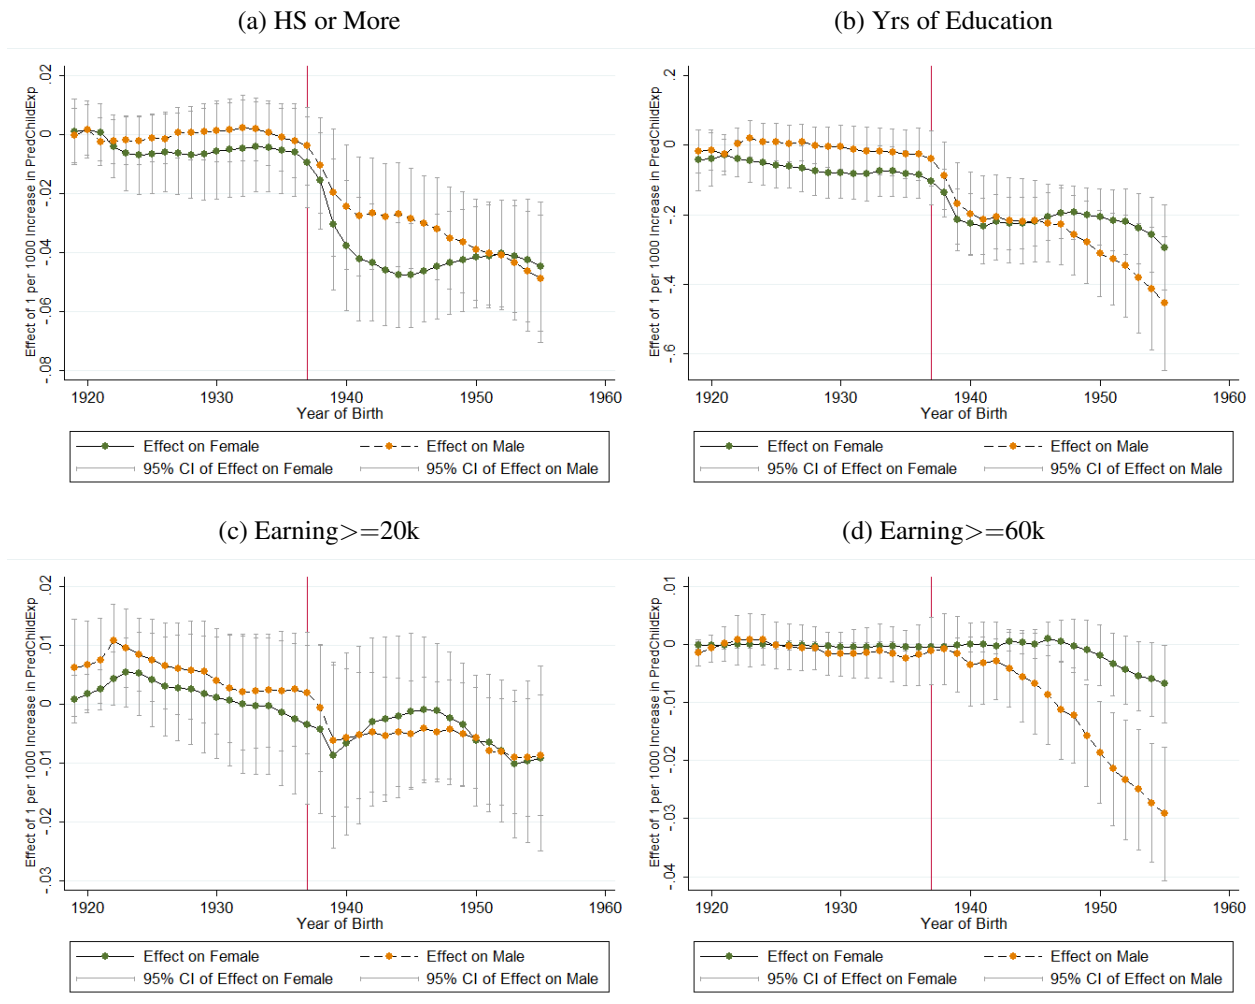 (a) HS or More
(b) Yrs of Education
Effect of 1 per 1000 Increase in PredChildExp
.02
0
-.02
-.04
-.06
-.08
1920 1930 1940 1950 1960
Year of Birth
Effect on Female Effect on Male
95% CI of Effect on Female 95% CI of Effect on Male
Effect of 1 per 1000 Increase in PredChildExp
.2
0
-.2
-.4
-.6
1920 1930 1940 1950 1960
Year of Birth
Effect on Female Effect on Male
95% CI of Effect on Female 95% CI of Effect on Male
(c) Earning>=20k
(d) Earning>=60k
Effect of 1 per 1000 Increase in PredChildExp
.02
.01
0
-.01
-.02
-.03
1920 1930 1940 1950 1960
Year of Birth
Effect on Female Effect on Male
95% CI of Effect on Female 95% CI of Effect on Male
Effect of 1 per 1000 Increase in PredChildExp
.01
0
-.01
-.02
-.03
-.04
1920 1930 1940 1950 1960
Year of Birth
Effect on Female Effect on Male
95% CI of Effect on Female 95% CI of Effect on Male